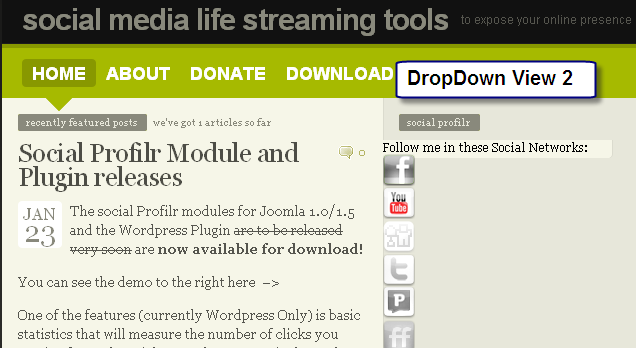 social media life streaming tools to expose your online presence
HOME ABOUT DONATE DOWNLOAD
DropDown View 2
recently featured posts we've got 1 articles so far
Social Profilr Module and
Plugin releases
0
JAN
23
The social Profilr modules for Joomla 1.0/1.5
and the Wordpress Plugin are to be released
very soon are now available for download!
You can see the demo to the right here –>
One of the features (currently Wordpress Only) is basic
statistics that will measure the number of clicks you
social profilr
Follow me in these Social Networks:
f
You
Tube
t
P
ff